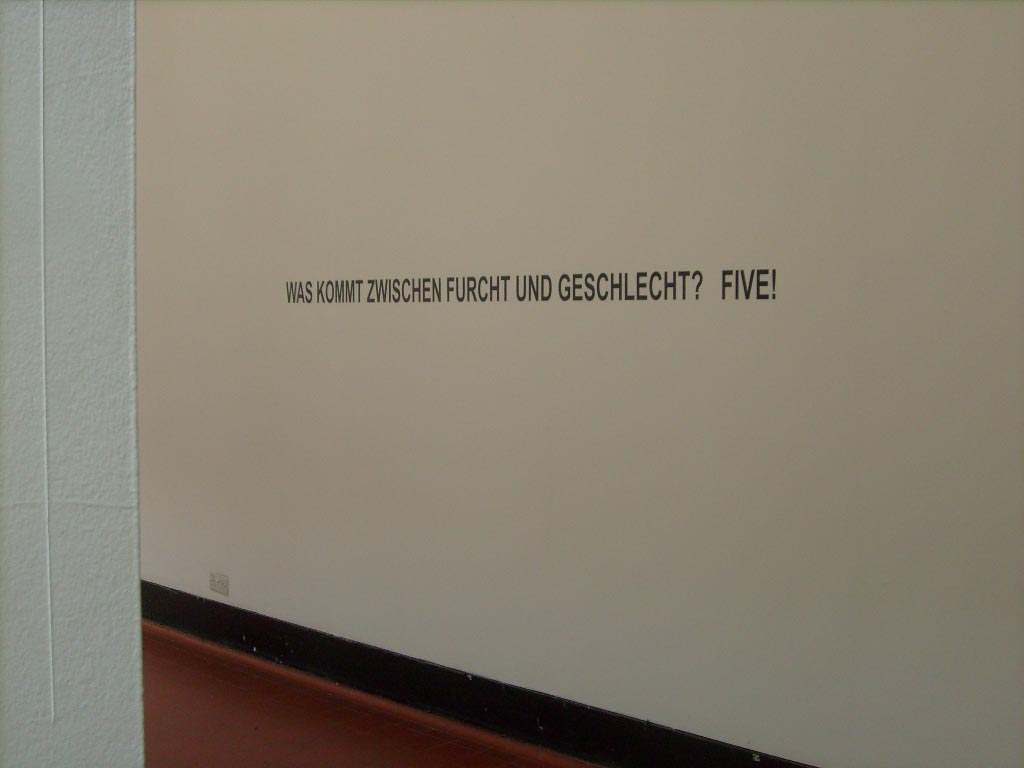 WAS KOMMT ZWISCHEN FURCHT UND GESCHLECHT? FIVE!